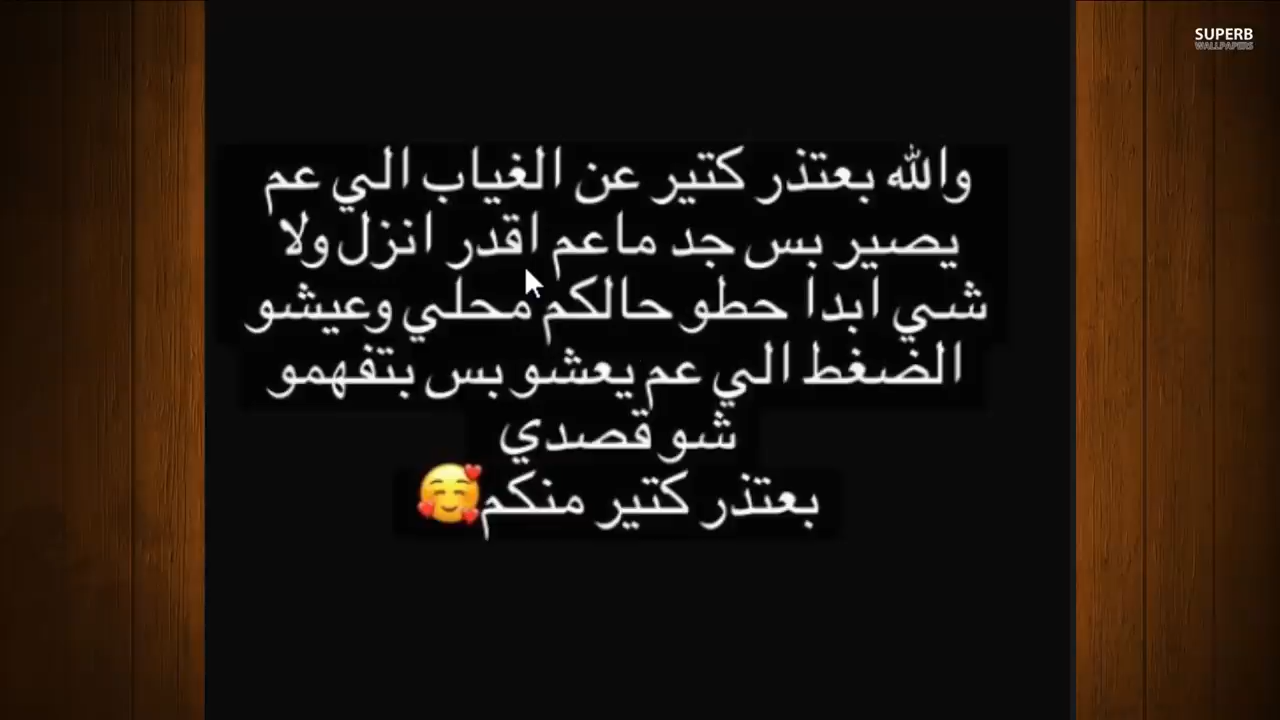 SUPERB
WALLPAPERS
والله بعتذر كتير عن الغياب الي عم
يصير بس جد ماعم اقدر انزل ولا
شي ابدا حطو حالكم محلي وعيشو
الضغط الي عم يعشو بس بتفهمو
شو قصدي
بعتذر كتير منكم🥰